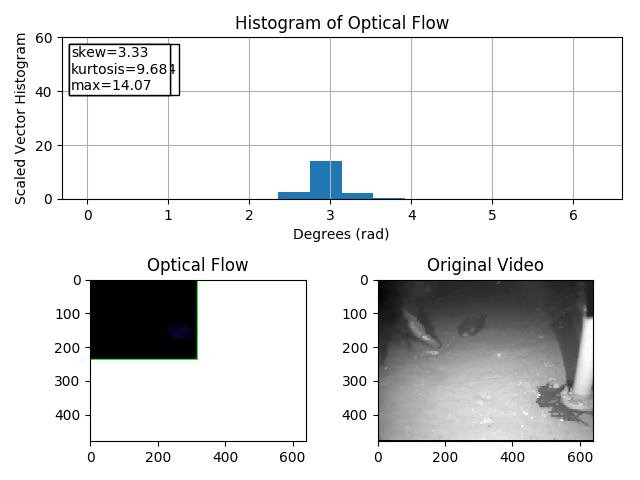 Histogram of Optical Flow
60
40
20
0
Scaled Vector Histogram
skew=3.33
kurtosis=9.684
max=14.07
0 1 2 3 4 5 6
Degrees (rad)
Optical Flow
0
100
200
300
400
0 200 400 600
Original Video
0
100
200
300
400
0 200 400 600